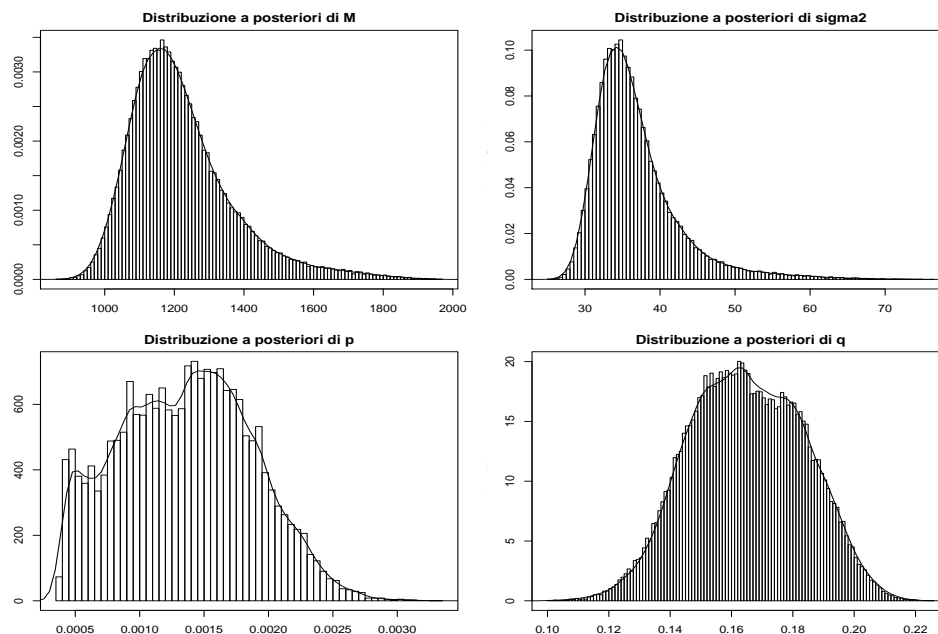 Distribuzione a posteriori di M
0.0000 0.0010 0.0020 0.0030
1000 1200 1400 1600 1800 2000
Distribuzione a posteriori di sigma2
0.00 0.02 0.04 0.06 0.08 0.10
30 40 50 60 70
Distribuzione a posteriori di p
0 200 400 600
0.0005 0.0010 0.0015 0.0020 0.0025 0.0030
Distribuzione a posteriori di q
0 5 10 15 20
0.10 0.12 0.14 0.16 0.18 0.20 0.22